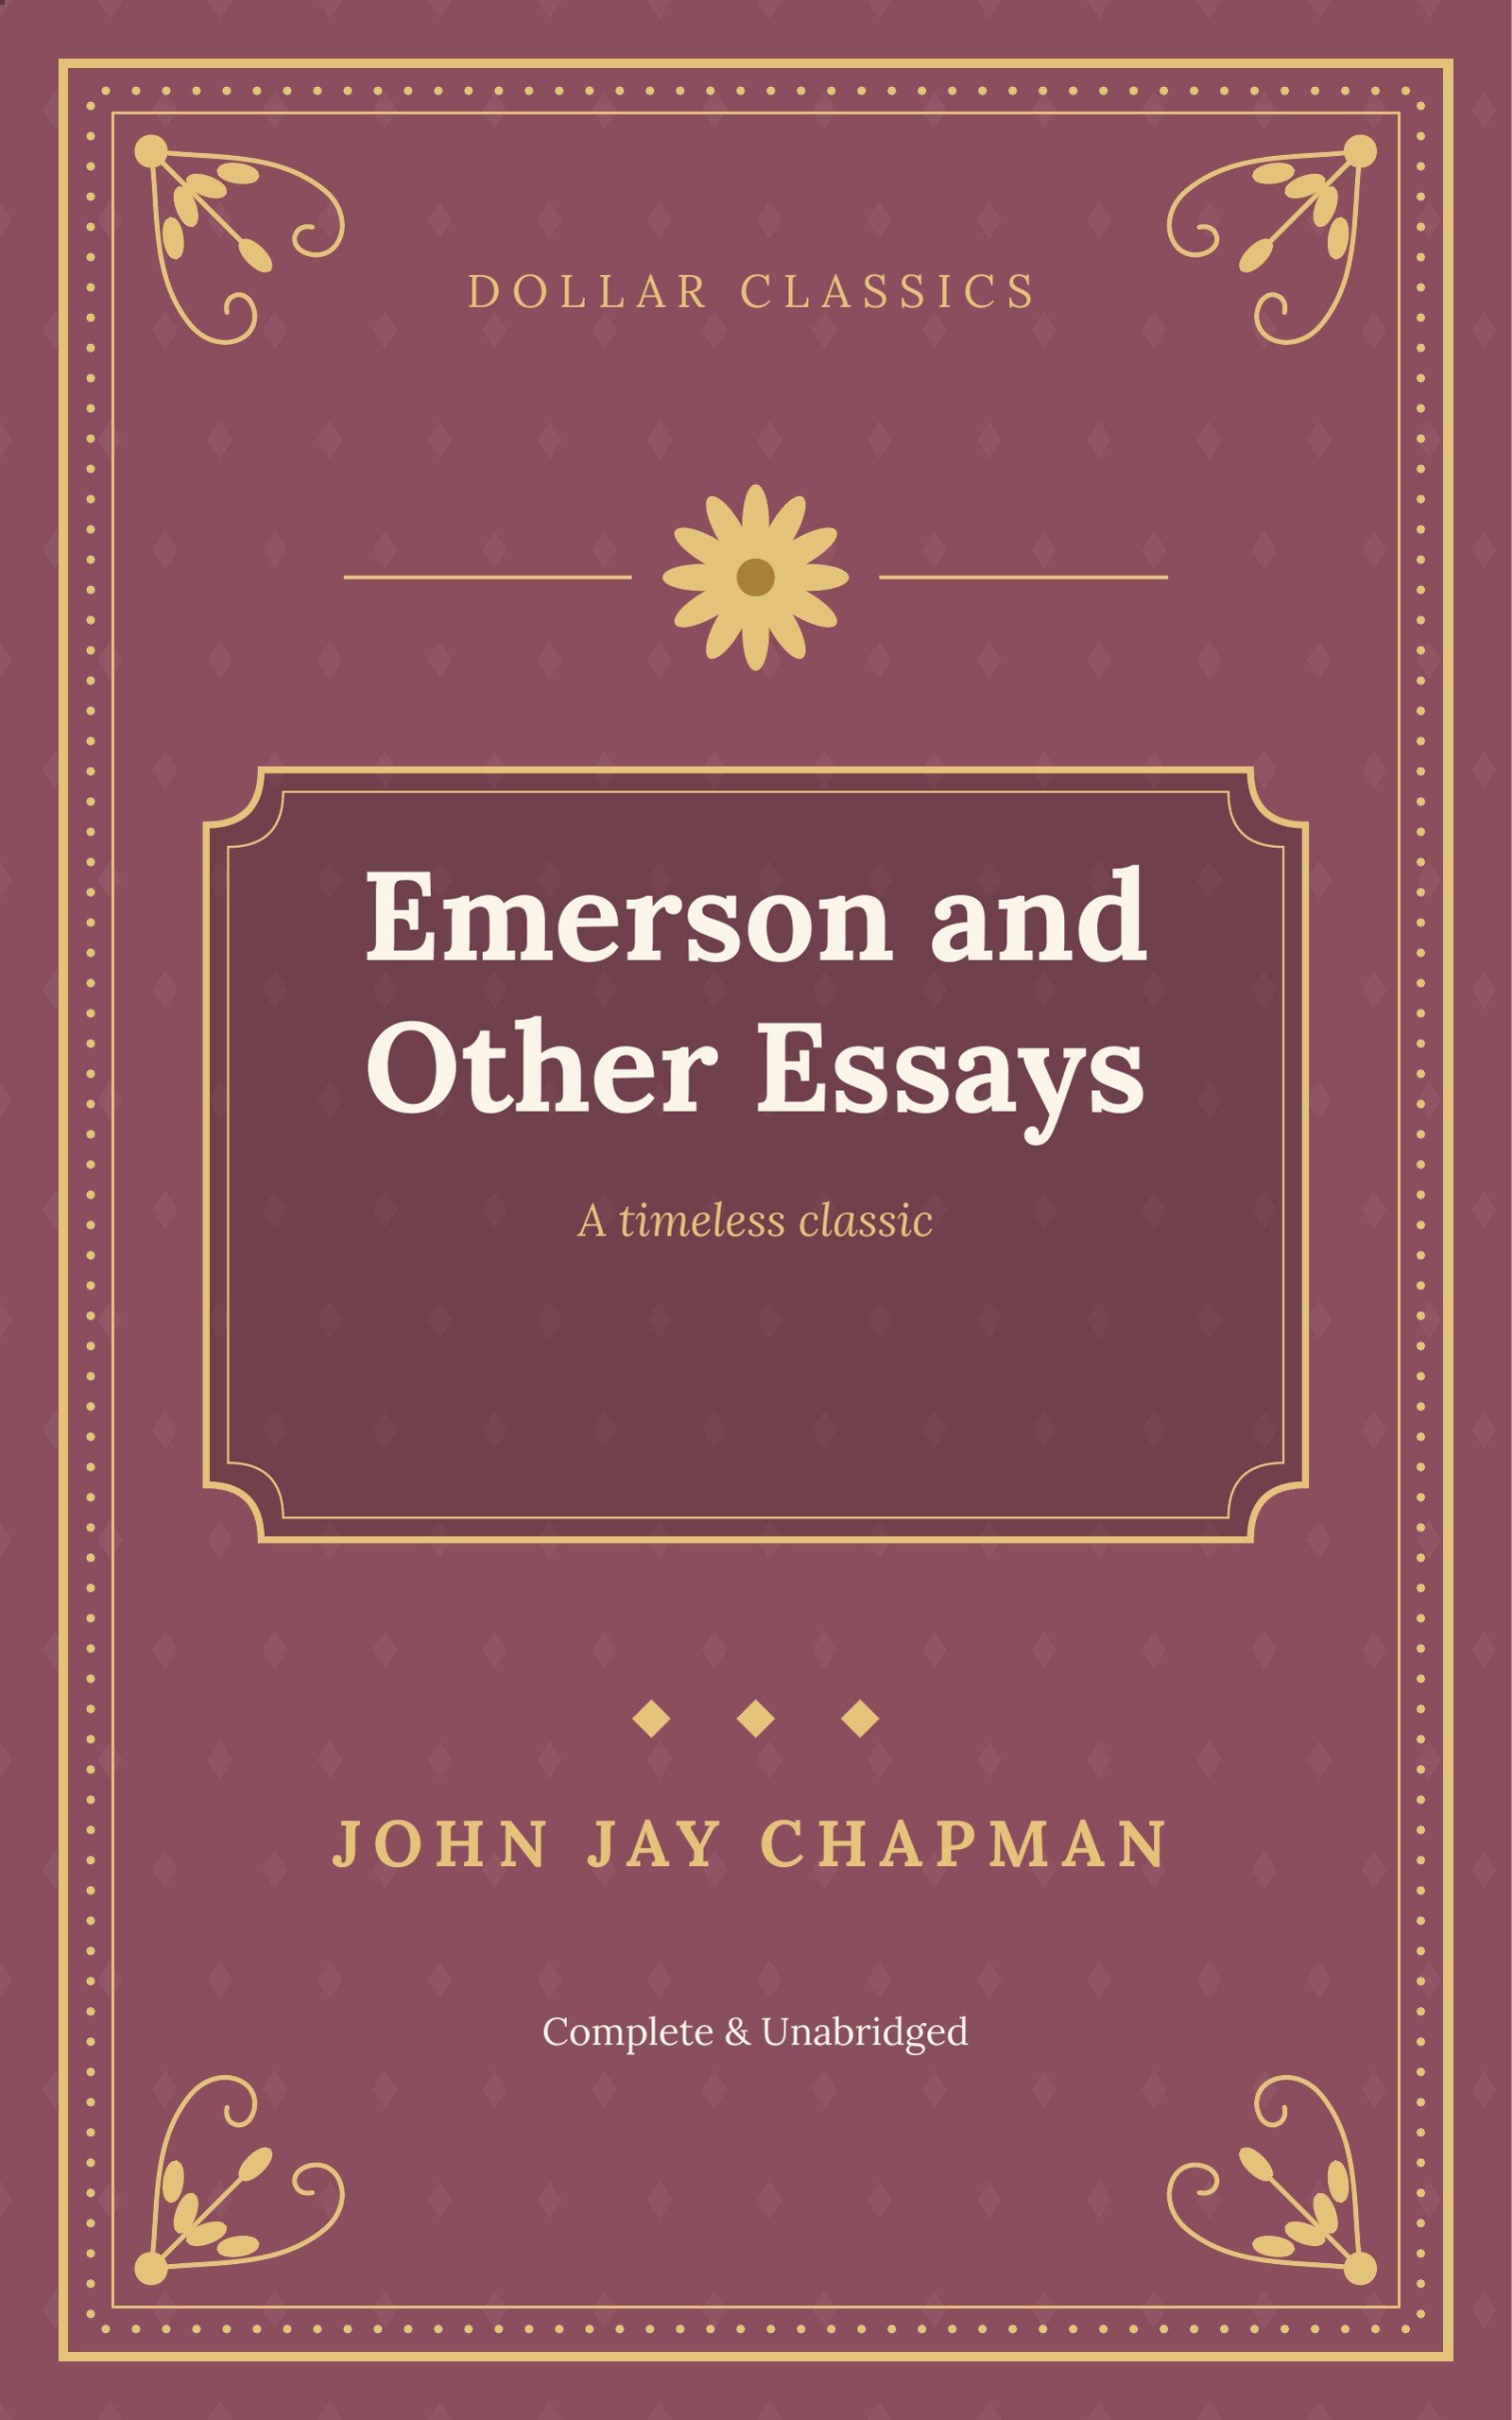 DOLLAR CLASSICS
Emerson and
Other Essays
A timeless classic
JOHN JAY CHAPMAN
Complete & Unabridged